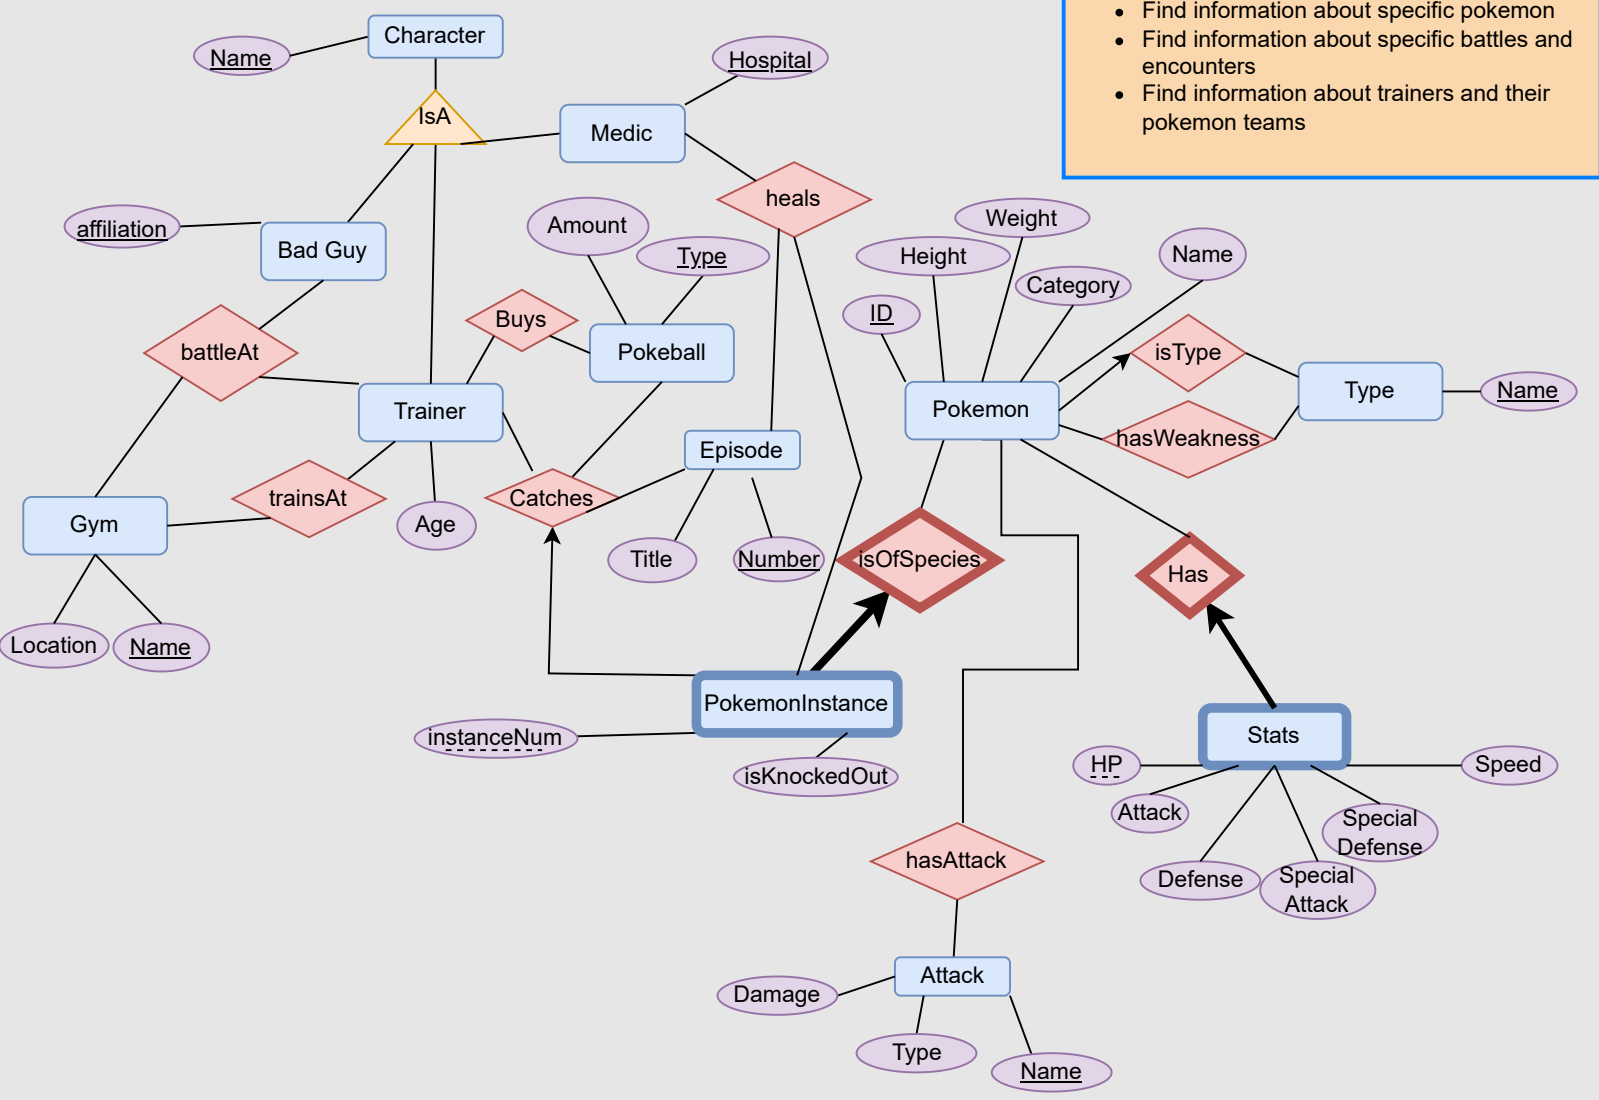 Find information about specific pokemon
Find information about specific battles and
encounters
Find information about trainers and their
pokemon teams
Character
Name
IsA
Medic
Hospital
heals
affiliation
Bad Guy
Amount
Type
Buys
Pokeball
battleAt
Trainer
Episode
Catches
trainsAt
Gym
Age
Title
Number
Location
Name
Weight
Height
Category
Name
ID
isType
Pokemon
Type
Name
hasWeakness
isOfSpecies
Has
PokemonInstance
instanceNum
isKnockedOut
Stats
HP
Speed
Attack
Special
Defense
Defense
Special
Attack
hasAttack
Attack
Damage
Type
Name